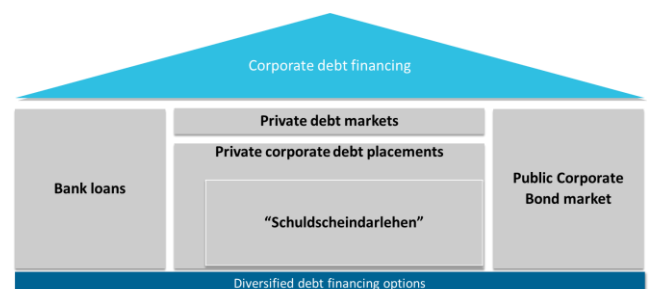 Corporate debt financing
Private debt markets
Private corporate debt placements
Bank loans
"Schuldscheindarlehen"
Public Corporate
Bond market
Diversified debt financing options